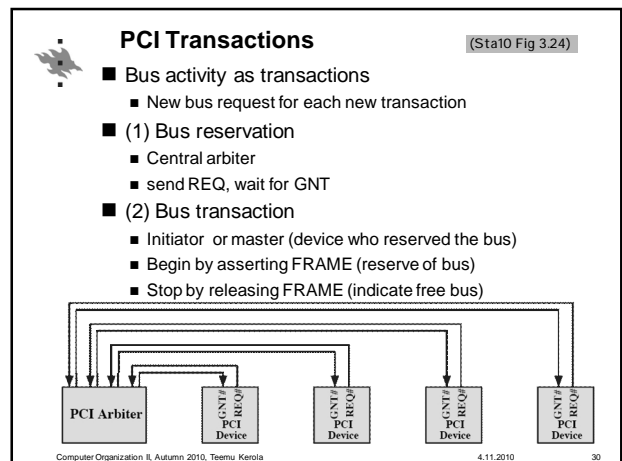 PCI Transactions
(Sta10 Fig 3.24)
■ Bus activity as transactions
■ New bus request for each new transaction
■ (1) Bus reservation
■ Central arbiter
■ send REQ, wait for GNT
■ (2) Bus transaction
■ Initiator or master (device who reserved the bus)
■ Begin by asserting FRAME (reserve of bus)
■ Stop by releasing FRAME (indicate free bus)
PCI Arbiter
GNT#
REQ#
PCI
Device
GNT#
REQ#
PCI
Device
GNT#
REQ#
PCI
Device
GNT#
REQ#
PCI
Device
Computer Organization II, Autumn 2010, Teemu Kerola
4.11.2010
30